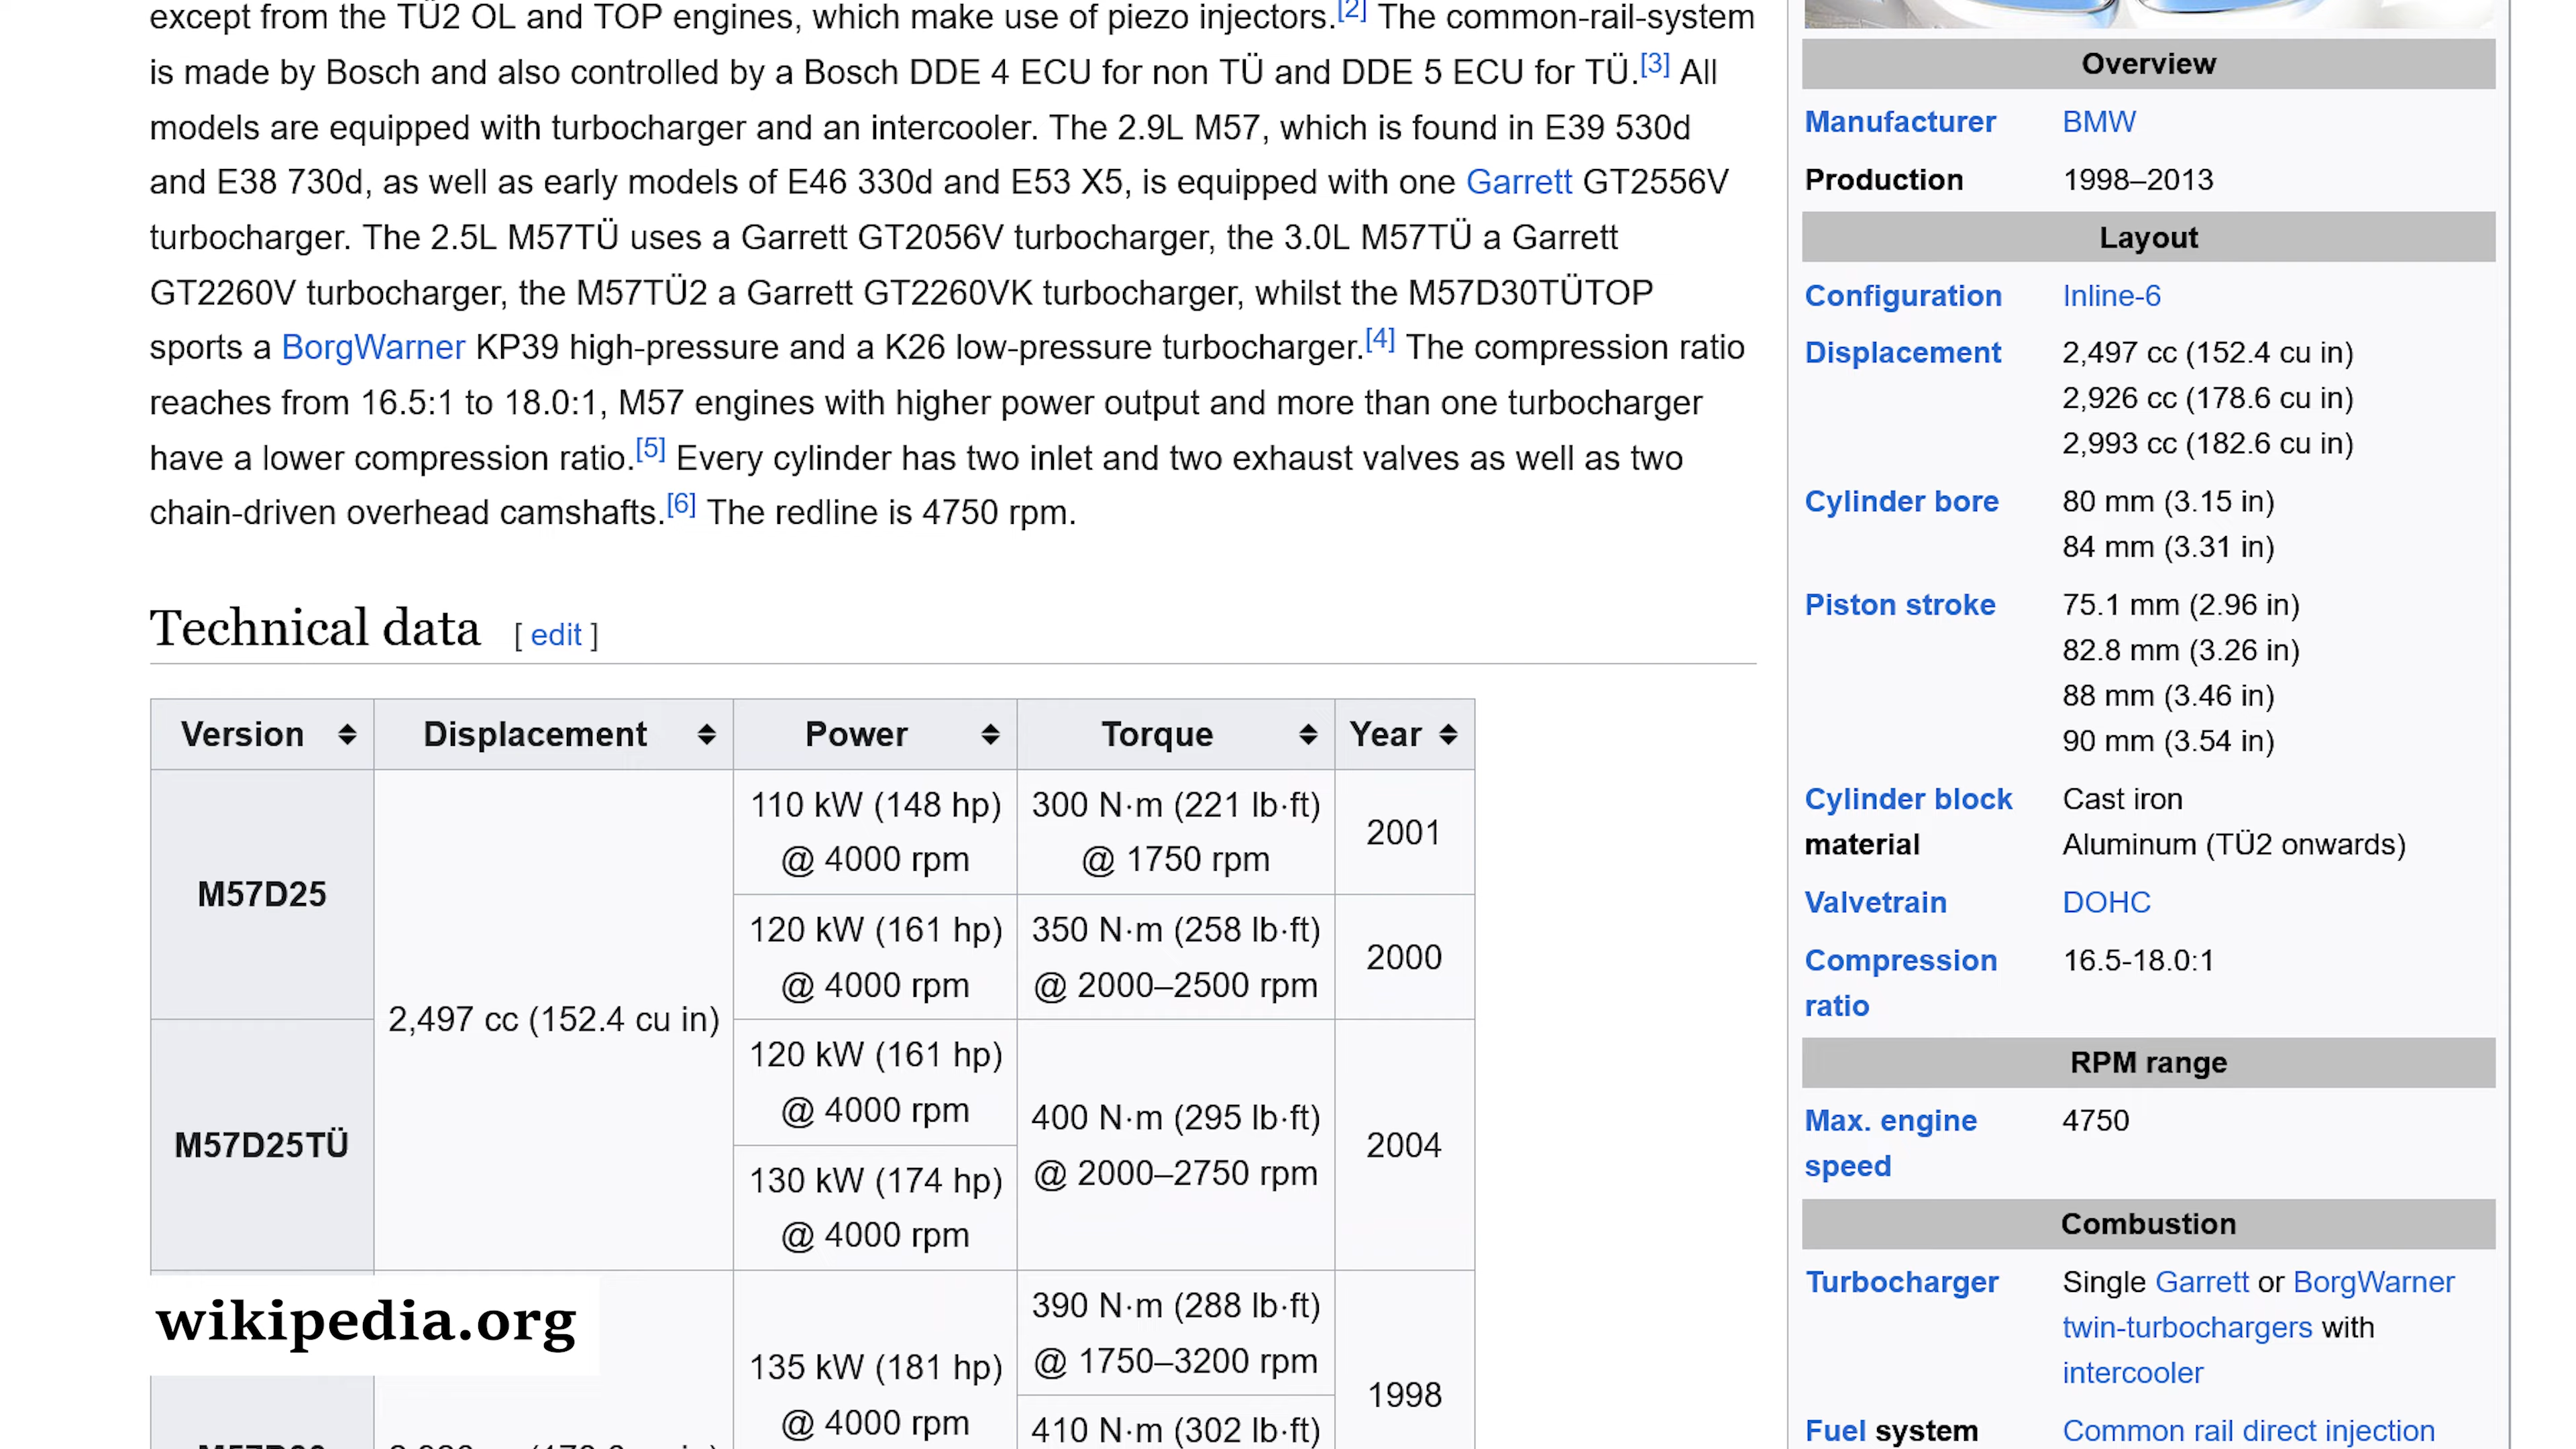 except from the TÜ2 OL and TOP engines, which make use of piezo injectors.[2] The common-rail-system
is made by Bosch and also controlled by a Bosch DDE 4 ECU for non TÜ and DDE 5 ECU for TÜ.[3] All
models are equipped with turbocharger and an intercooler. The 2.9L M57, which is found in E39 530d
and E38 730d, as well as early models of E46 330d and E53 X5, is equipped with one Garrett GT2556V
turbocharger. The 2.5L M57TÜ uses a Garrett GT2056V turbocharger, the 3.0L M57TÜ a Garrett
GT2260V turbocharger, the M57TÜ2 a Garrett GT2260VK turbocharger, whilst the M57D30TÜTOP
sports a BorgWarner KP39 high-pressure and a K26 low-pressure turbocharger.[4] The compression ratio
reaches from 16.5:1 to 18.0:1, M57 engines with higher power output and more than one turbocharger
have a lower compression ratio.[5] Every cylinder has two inlet and two exhaust valves as well as two
chain-driven overhead camshafts.[6] The redline is 4750 rpm.
Technical data [ edit ]
Version Displacement Power Torque Year
M57D25
2,497 cc (152.4 cu in)
110 kW (148 hp)
@ 4000 rpm
300 N·m (221 lb·ft)
@ 1750 rpm
2001
120 kW (161 hp)
@ 4000 rpm
350 N·m (258 lb·ft)
@ 2000–2500 rpm
2000
M57D25TÜ
120 kW (161 hp)
@ 4000 rpm
400 N·m (295 lb·ft)
@ 2000–2750 rpm
2004
130 kW (174 hp)
@ 4000 rpm
135 kW (181 hp)
@ 4000 rpm
390 N·m (288 lb·ft)
@ 1750–3200 rpm
1998
410 N·m (302 lb·ft)
wikipedia.org
Overview
Manufacturer BMW
Production 1998–2013
Layout
Configuration Inline-6
Displacement 2,497 cc (152.4 cu in)
2,926 cc (178.6 cu in)
2,993 cc (182.6 cu in)
Cylinder bore 80 mm (3.15 in)
84 mm (3.31 in)
Piston stroke 75.1 mm (2.96 in)
82.8 mm (3.26 in)
88 mm (3.46 in)
90 mm (3.54 in)
Cylinder block Cast iron
material Aluminum (TÜ2 onwards)
Valvetrain DOHC
Compression 16.5-18.0:1
ratio
RPM range
Max. engine 4750
speed
Combustion
Turbocharger Single Garrett or BorgWarner
twin-turbochargers with
intercooler
Fuel system Common rail direct injection